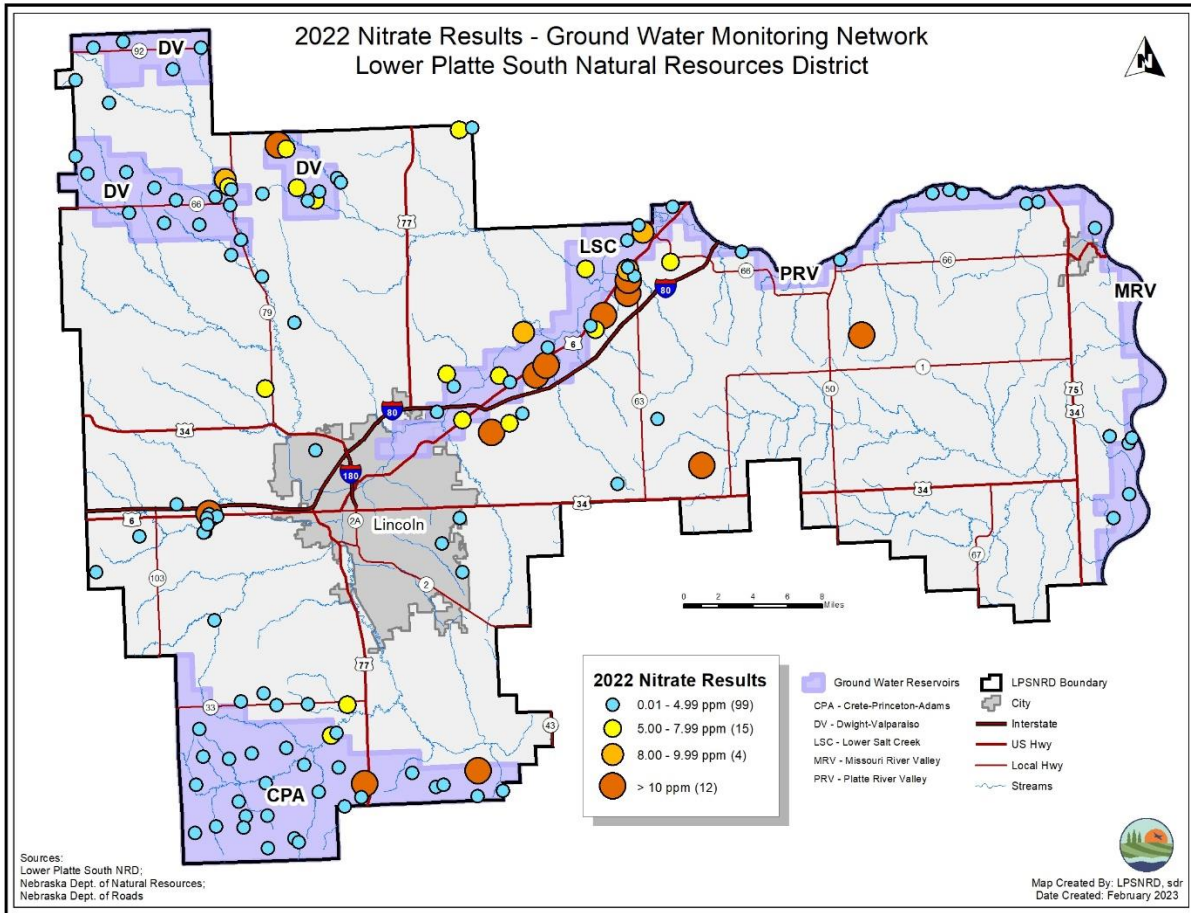 2022 Nitrate Results - Ground Water Monitoring Network
Lower Platte South Natural Resources District
N
DV
92
DV
DV
66
77
LSC
66
PRV
66
MRV
80
79
6
63
50
1
75
34
80
34
180
34
34
6
Lincoln
2A
67
103
2
0 2 4 6 8 Miles
77
33
43
CPA
2022 Nitrate Results
0.01 - 4.99 ppm (99)
5.00 - 7.99 ppm (15)
8.00 - 9.99 ppm (4)
> 10 ppm (12)
Ground Water Reservoirs
CPA - Crete-Princeton-Adams
DV - Dwight-Valparaiso
LSC - Lower Salt Creek
MRV - Missouri River Valley
PRV - Platte River Valley
LPSNRD Boundary
City
Interstate
US Hwy
Local Hwy
Streams
Sources:
Lower Platte South NRD;
Nebraska Dept. of Natural Resources;
Nebraska Dept. of Roads
Map Created By: LPSNRD, sdr
Date Created: February 2023